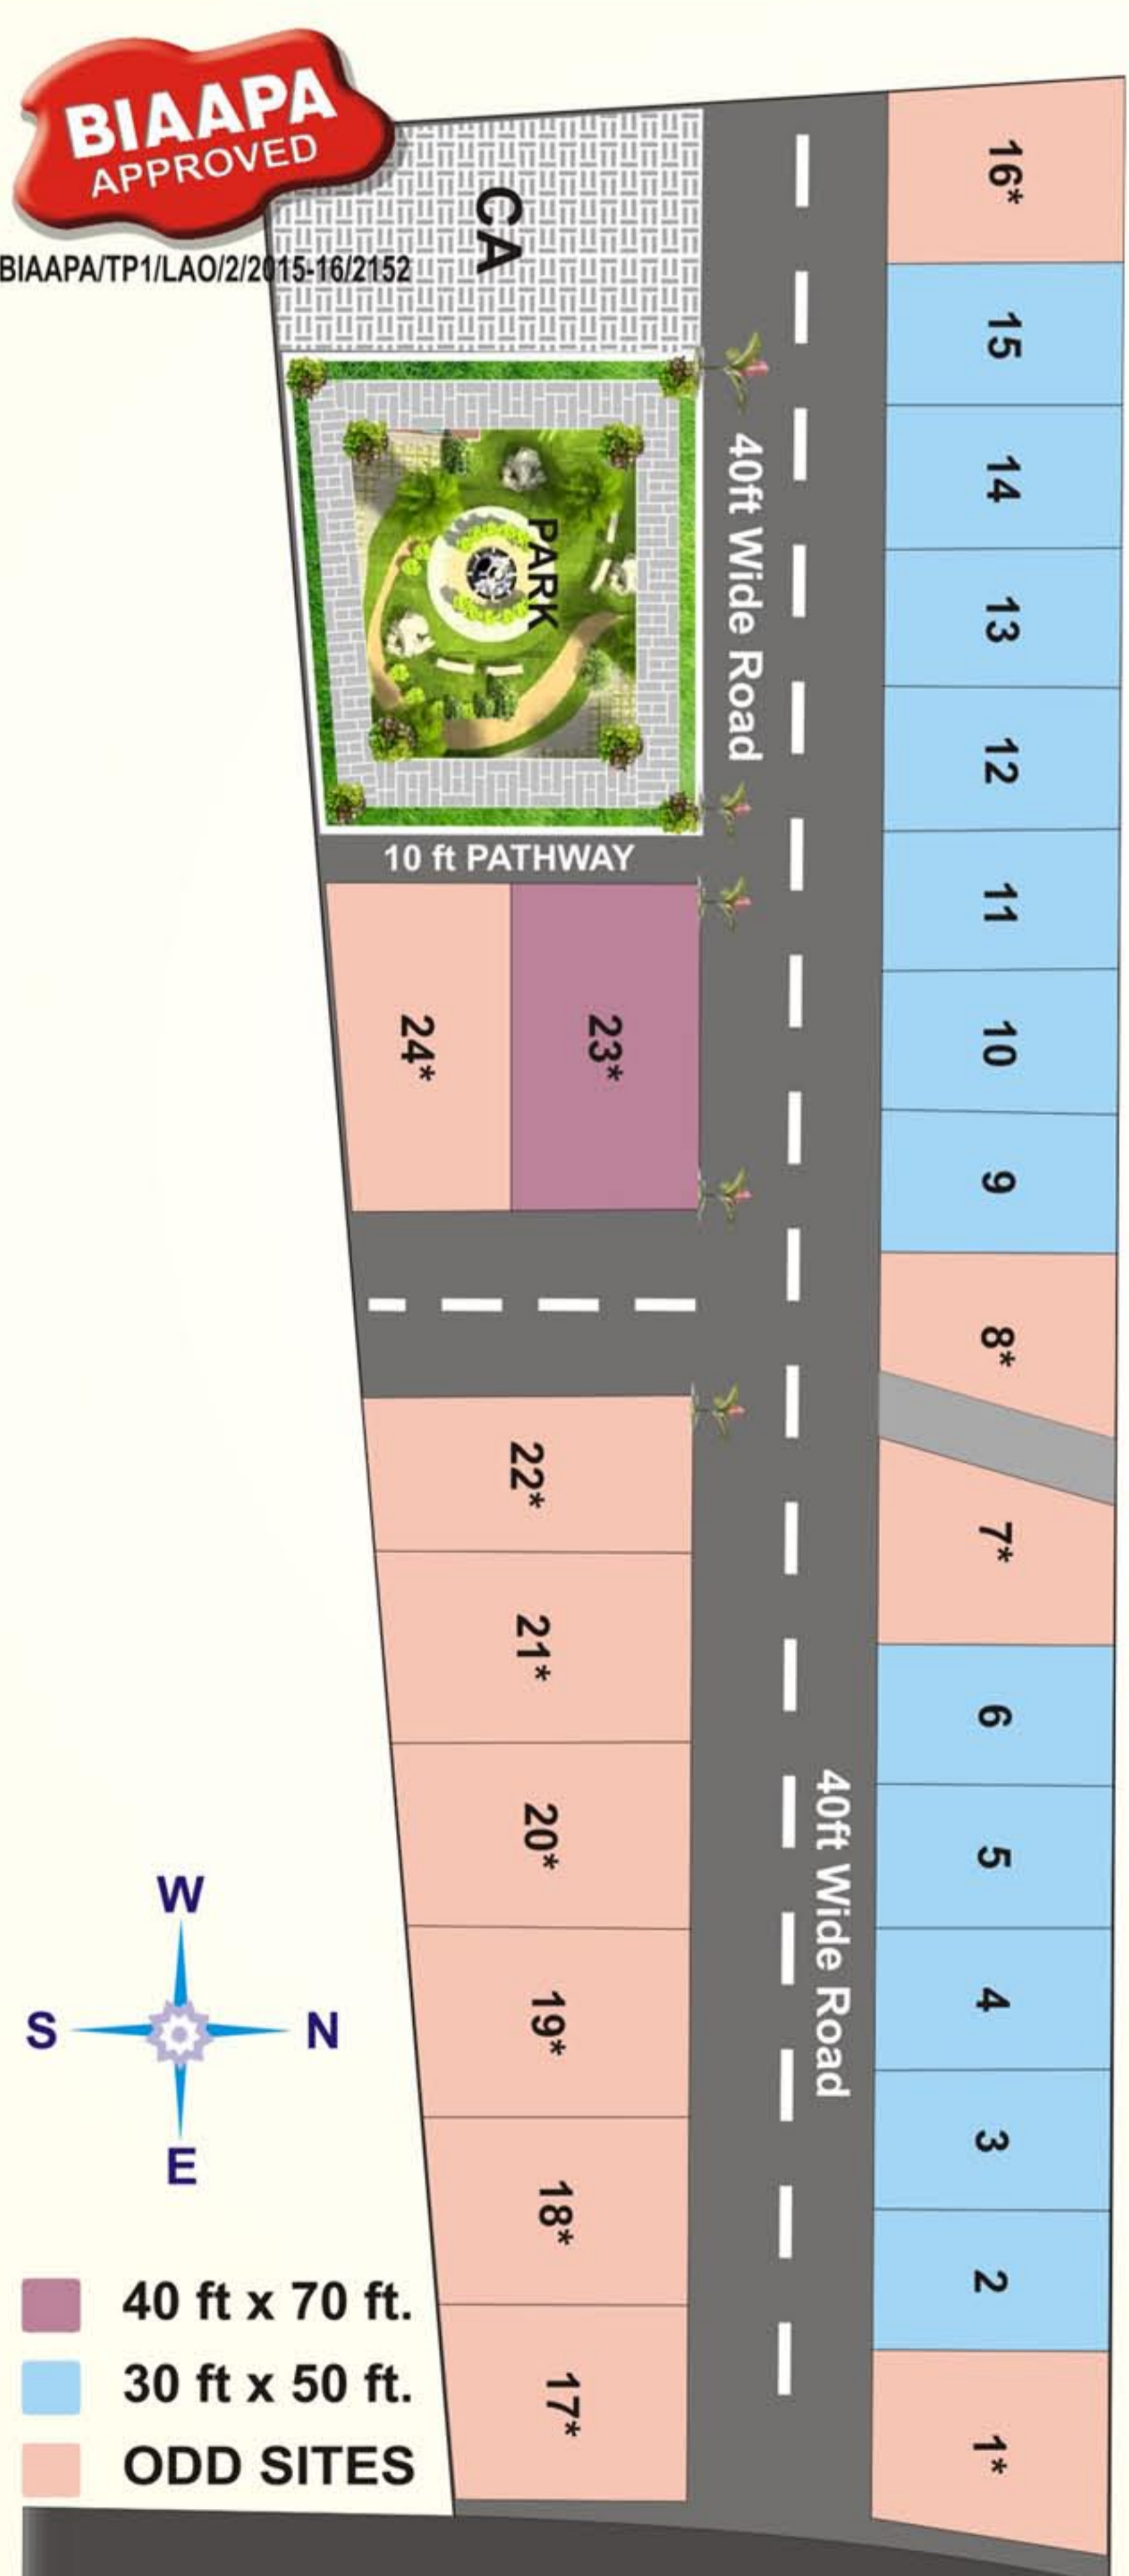 BIAAPA
APPROVED
BIAAPA/TP1/LAO/2/2015-16/2152
CA
PARK
10 ft PATHWAY
24*
23*
22*
21*
20*
19*
18*
17*
40ft Wide Road
40ft Wide Road
16*
15
14
13
12
11
10
9
8*
7*
6
5
4
3
2
1*
W
S
N
E
40 ft x 70 ft.
30 ft x 50 ft.
ODD SITES